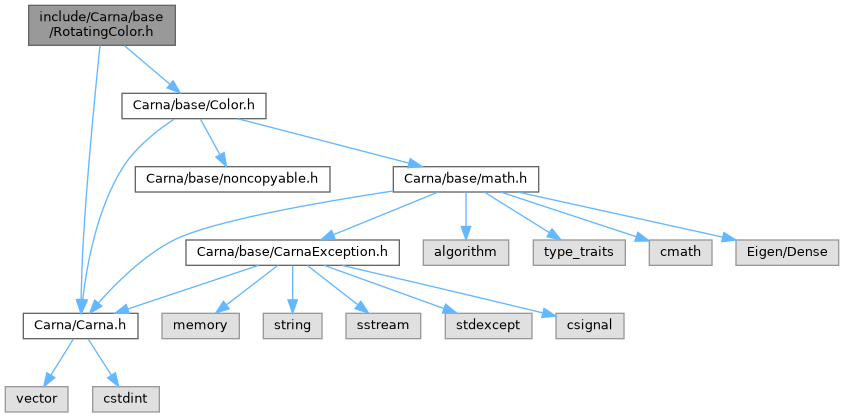 include/Carna/base
/RotatingColor.h
Carna/base/Color.h
Carna/base/noncopyable.h
Carna/base/math.h
Carna/base/CarnaException.h
algorithm
type_traits
cmath
Eigen/Dense
Carna/Carna.h
memory
string
sstream
stdexcept
csignal
vector
cstdint